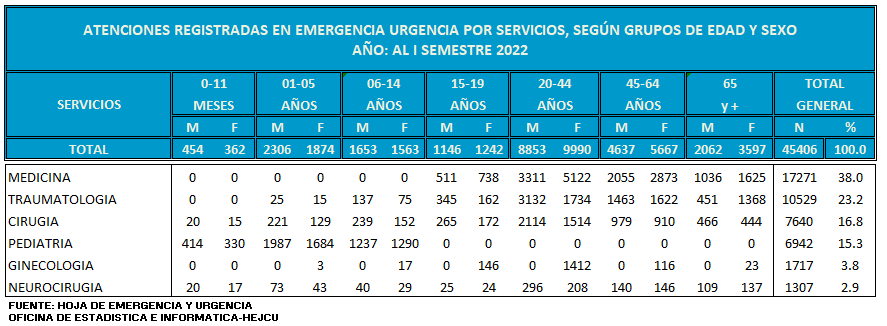 ATENCIONES REGISTRADAS EN EMERGENCIA URGENCIA POR SERVICIOS, SEGÚN GRUPOS DE EDAD Y SEXO
AÑO: AL I SEMESTRE 2022
SERVICIOS 0-11 MESES 01-05 AÑOS 06-14 AÑOS 15-19 AÑOS 20-44 AÑOS 45-64 AÑOS 65 y + TOTAL GENERAL
M F M F M F M F M F M F M F N %
TOTAL 454 362 2306 1874 1653 1563 1146 1242 8853 9990 4637 5667 2062 3597 45406 100.0
MEDICINA 0 0 0 0 0 0 511 738 3311 5122 2055 2873 1036 1625 17271 38.0
TRAUMATOLOGIA 0 0 25 15 137 75 345 162 3132 1734 1463 1622 451 1368 10529 23.2
CIRUGIA 20 15 221 129 239 152 265 172 2114 1514 979 910 466 444 7640 16.8
PEDIATRIA 414 330 1987 1684 1237 1290 0 0 0 0 0 0 0 0 6942 15.3
GINECOLOGIA 0 0 0 3 0 17 0 146 0 1412 0 116 0 23 1717 3.8
NEUROCIRUGIA 20 17 73 43 40 29 25 24 296 208 140 146 109 137 1307 2.9
FUENTE: HOJA DE EMERGENCIA Y URGENCIA
OFICINA DE ESTADISTICA E INFORMATICA-HEJCU